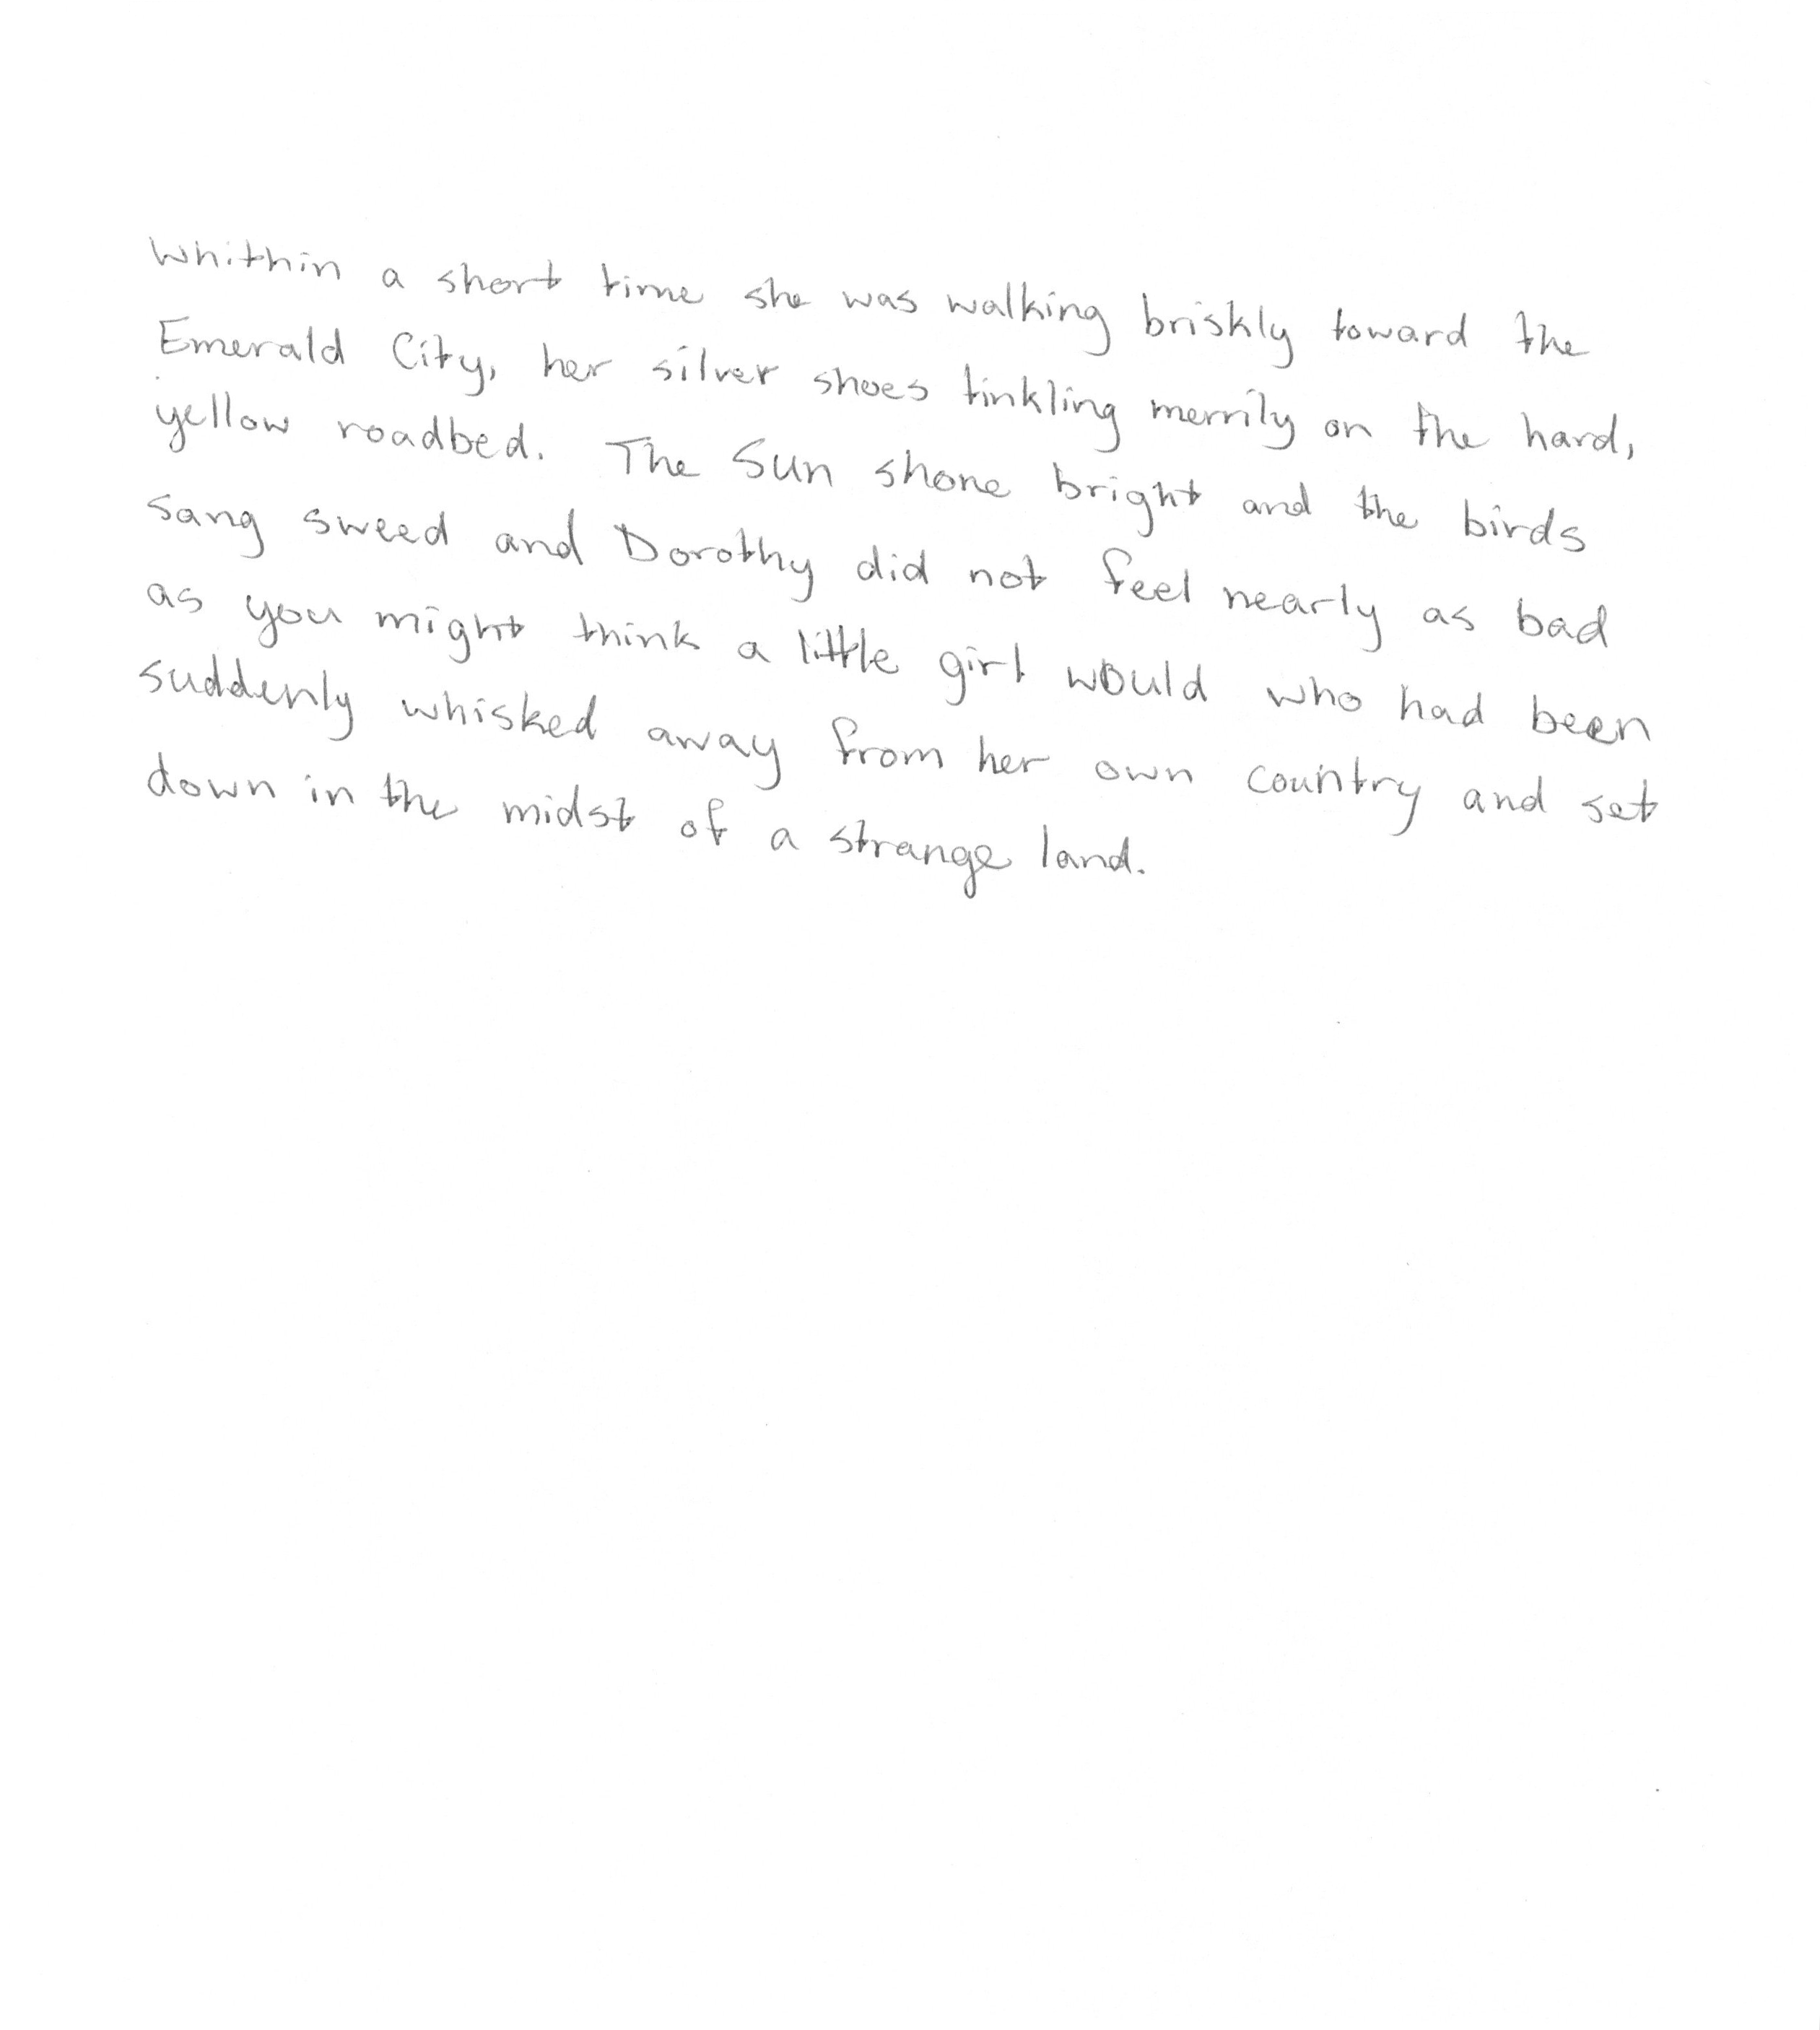 Whithin a short time she was walking briskly toward the
Emerald City, her silver shoes tinkling merrily on the hard,
yellow roadbed. The Sun shone bright and the birds
sang sweed and Dorothy did not feel nearly as bad
as you might think a little girl would who had been
suddenly whisked away from her own country and set
down in the midst of a strange land.